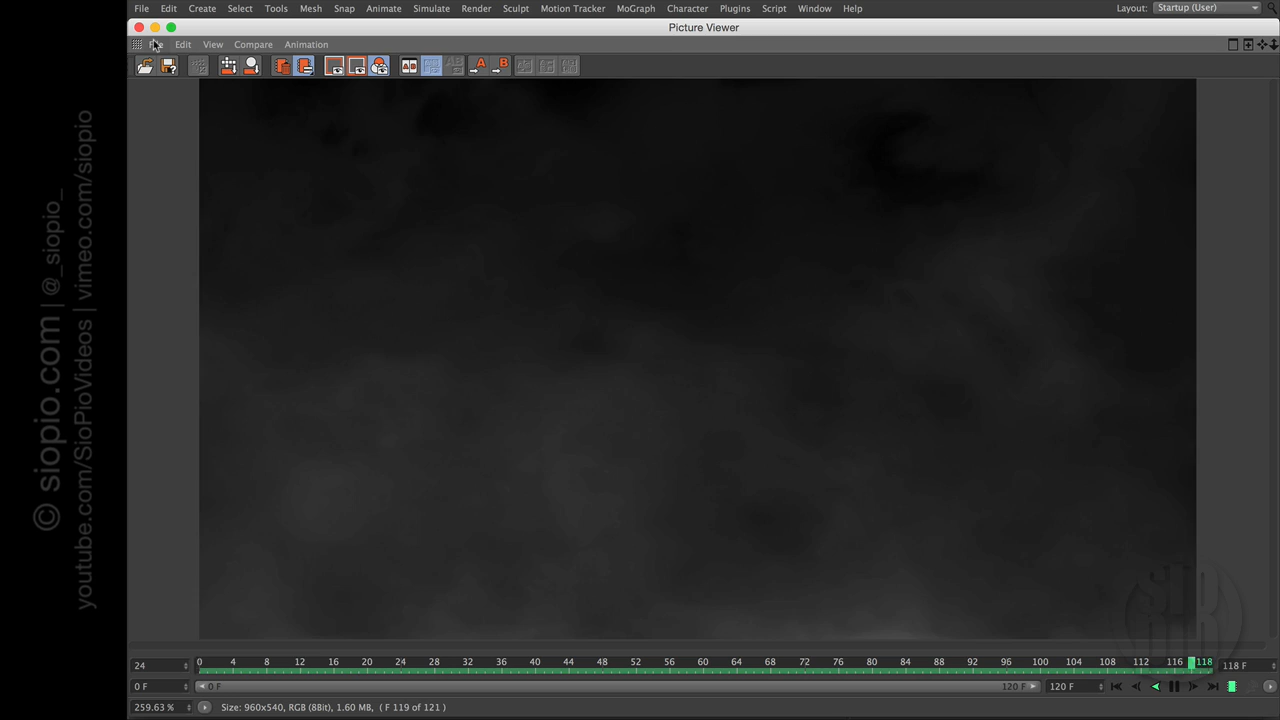 File Edit Create Select Tools Mesh Snap Animate Simulate Render Sculpt Motion Tracker MoGraph Character Plugins Script Window Help Layout: Startup (User)
Picture Viewer
Edit View Compare Animation
AB AB A B
24 0 4 8 12 16 20 24 28 32 36 40 44 48 52 56 60 64 68 72 76 80 84 88 92 96 100 104 108 112 116 118 118 F
0 F 0 F 120 F 120 F
259.63 % Size: 960x540, RGB (8Bit), 1.60 MB, ( F 119 of 121 )
© siopio.com | @_siopio_
youtube.com/SioPioVideos | vimeo.com/siopio